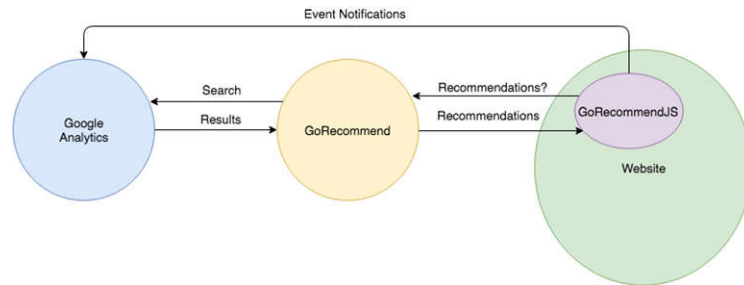 Event Notifications
Search
Recommendations?
Google
Analytics
Results
GoRecommend
Recommendations
GoRecommendJS
Website